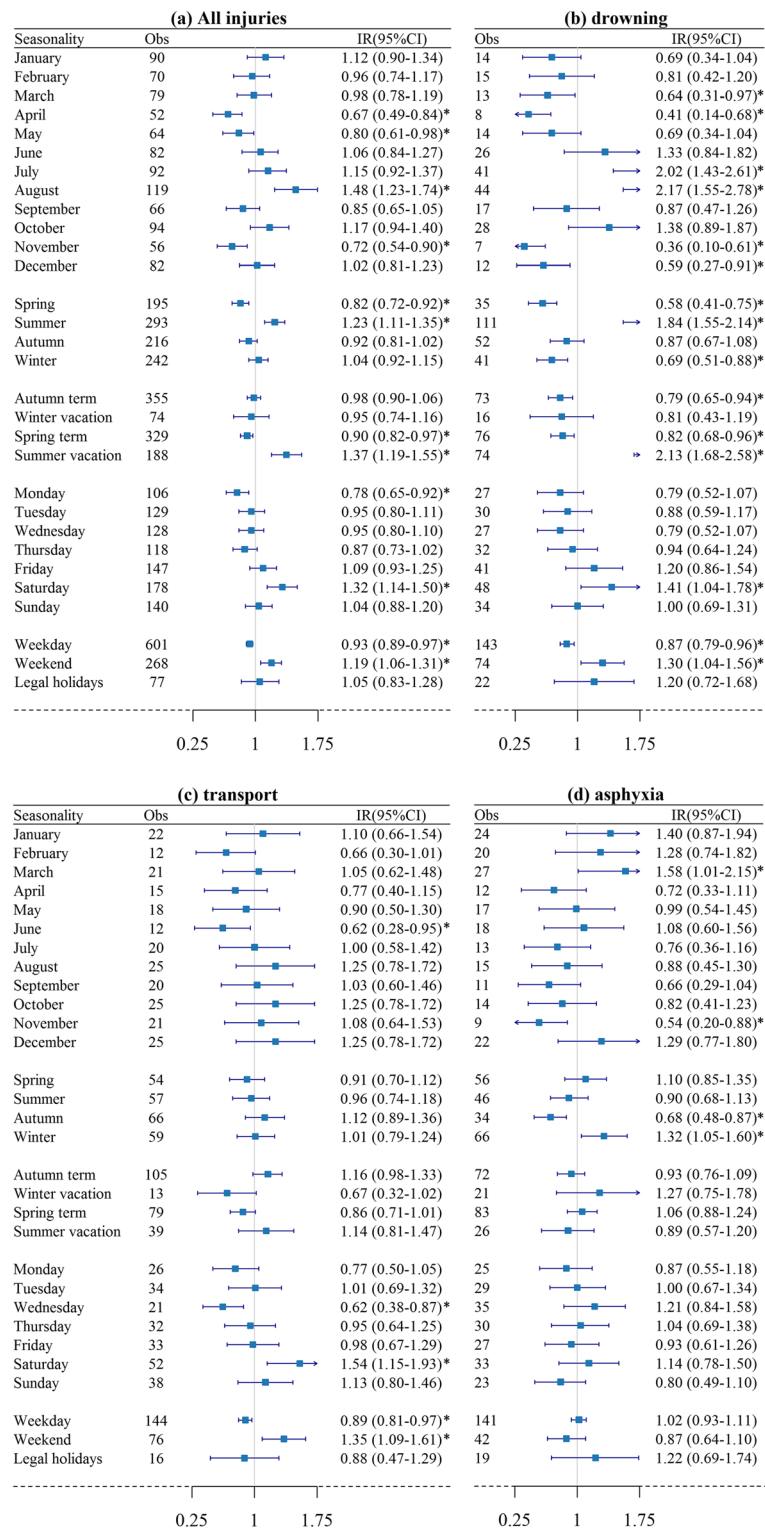 (a) All injuries (b) drowning
Seasonality Obs IR(95%CI) Obs IR(95%CI)
January 90 1.12 (0.90-1.34) 14 0.69 (0.34-1.04)
February 70 0.96 (0.74-1.17) 15 0.81 (0.42-1.20)
March 79 0.98 (0.78-1.19) 13 0.64 (0.31-0.97)*
April 52 0.67 (0.49-0.84)* 8 0.41 (0.14-0.68)*
May 64 0.80 (0.61-0.98)* 14 0.69 (0.34-1.04)
June 82 1.06 (0.84-1.27) 26 1.33 (0.84-1.82)
July 92 1.15 (0.92-1.37) 41 2.02 (1.43-2.61)*
August 119 1.48 (1.23-1.74)* 44 2.17 (1.55-2.78)*
September 66 0.85 (0.65-1.05) 17 0.87 (0.47-1.26)
October 94 1.17 (0.94-1.40) 28 1.38 (0.89-1.87)
November 56 0.72 (0.54-0.90)* 7 0.36 (0.10-0.61)*
December 82 1.02 (0.81-1.23) 12 0.59 (0.27-0.91)*
Spring 195 0.82 (0.72-0.92)* 35 0.58 (0.41-0.75)*
Summer 293 1.23 (1.11-1.35)* 111 1.84 (1.55-2.14)*
Autumn 216 0.92 (0.81-1.02) 52 0.87 (0.67-1.08)
Winter 242 1.04 (0.92-1.15) 41 0.69 (0.51-0.88)*
Autumn term 355 0.98 (0.90-1.06) 73 0.79 (0.65-0.94)*
Winter vacation 74 0.95 (0.74-1.16) 16 0.81 (0.43-1.19)
Spring term 329 0.90 (0.82-0.97)* 76 0.82 (0.68-0.96)*
Summer vacation 188 1.37 (1.19-1.55)* 74 2.13 (1.68-2.58)*
Monday 106 0.78 (0.65-0.92)* 27 0.79 (0.52-1.07)
Tuesday 129 0.95 (0.80-1.11) 30 0.88 (0.59-1.17)
Wednesday 128 0.95 (0.80-1.10) 27 0.79 (0.52-1.07)
Thursday 118 0.87 (0.73-1.02) 32 0.94 (0.64-1.24)
Friday 147 1.09 (0.93-1.25) 41 1.20 (0.86-1.54)
Saturday 178 1.32 (1.14-1.50)* 48 1.41 (1.04-1.78)*
Sunday 140 1.04 (0.88-1.20) 34 1.00 (0.69-1.31)
Weekday 601 0.93 (0.89-0.97)* 143 0.87 (0.79-0.96)*
Weekend 268 1.19 (1.06-1.31)* 74 1.30 (1.04-1.56)*
Legal holidays 77 1.05 (0.83-1.28) 22 1.20 (0.72-1.68)
0.25 1 1.75 0.25 1 1.75
(c) transport (d) asphyxia
Seasonality Obs IR(95%CI) Obs IR(95%CI)
January 22 1.10 (0.66-1.54) 24 1.40 (0.87-1.94)
February 12 0.66 (0.30-1.01) 20 1.28 (0.74-1.82)
March 21 1.05 (0.62-1.48) 27 1.58 (1.01-2.15)*
April 15 0.77 (0.40-1.15) 12 0.72 (0.33-1.11)
May 18 0.90 (0.50-1.30) 17 0.99 (0.54-1.45)
June 12 0.62 (0.28-0.95)* 18 1.08 (0.60-1.56)
July 20 1.00 (0.58-1.42) 13 0.76 (0.36-1.16)
August 25 1.25 (0.78-1.72) 15 0.88 (0.45-1.30)
September 20 1.03 (0.60-1.46) 11 0.66 (0.29-1.04)
October 25 1.25 (0.78-1.72) 14 0.82 (0.41-1.23)
November 21 1.08 (0.64-1.53) 9 0.54 (0.20-0.88)*
December 25 1.25 (0.78-1.72) 22 1.29 (0.77-1.80)
Spring 54 0.91 (0.70-1.12) 56 1.10 (0.85-1.35)
Summer 57 0.96 (0.74-1.18) 46 0.90 (0.68-1.13)
Autumn 66 1.12 (0.89-1.36) 34 0.68 (0.48-0.87)*
Winter 59 1.01 (0.79-1.24) 66 1.32 (1.05-1.60)*
Autumn term 105 1.16 (0.98-1.33) 72 0.93 (0.76-1.09)
Winter vacation 13 0.67 (0.32-1.02) 21 1.27 (0.75-1.78)
Spring term 79 0.86 (0.71-1.01) 83 1.06 (0.88-1.24)
Summer vacation 39 1.14 (0.81-1.47) 26 0.89 (0.57-1.20)
Monday 26 0.77 (0.50-1.05) 25 0.87 (0.55-1.18)
Tuesday 34 1.01 (0.69-1.32) 29 1.00 (0.67-1.34)
Wednesday 21 0.62 (0.38-0.87)* 35 1.21 (0.84-1.58)
Thursday 32 0.95 (0.64-1.25) 30 1.04 (0.69-1.38)
Friday 33 0.98 (0.67-1.29) 27 0.93 (0.61-1.26)
Saturday 52 1.54 (1.15-1.93)* 33 1.14 (0.78-1.50)
Sunday 38 1.13 (0.80-1.46) 23 0.80 (0.49-1.10)
Weekday 144 0.89 (0.81-0.97)* 141 1.02 (0.93-1.11)
Weekend 76 1.35 (1.09-1.61)* 42 0.87 (0.64-1.10)
Legal holidays 16 0.88 (0.47-1.29) 19 1.22 (0.69-1.74)
0.25 1 1.75 0.25 1 1.75